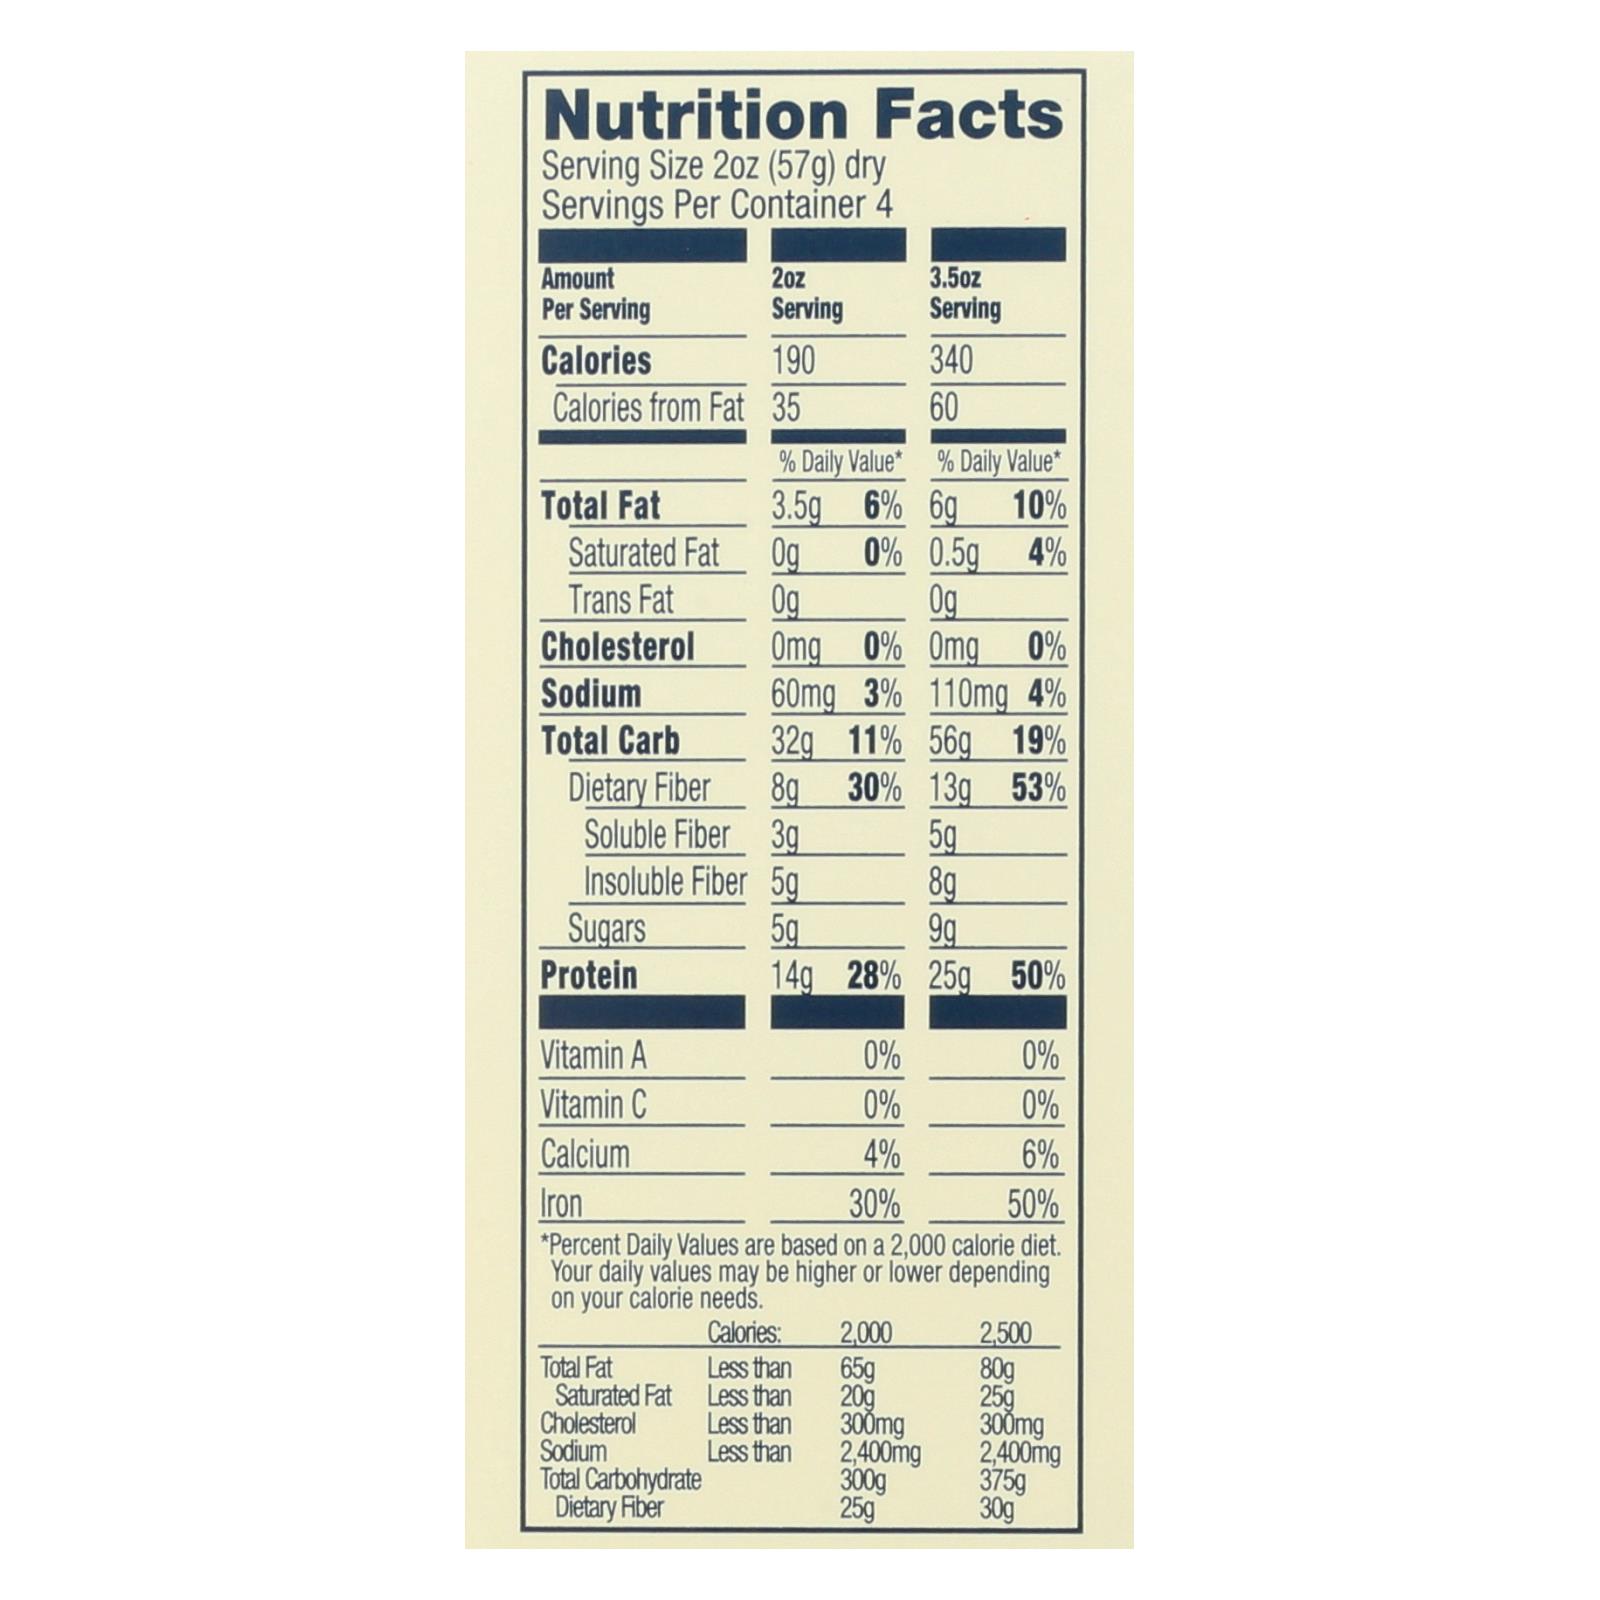 Nutrition Facts
Serving Size 2oz (57g) dry
Servings Per Container 4
Amount Per Serving 2oz Serving 3.5oz Serving
Calories 190 340
Calories from Fat 35 60
% Daily Value* % Daily Value*
Total Fat 3.5g 6% 6g 10%
Saturated Fat 0g 0% 0.5g 4%
Trans Fat 0g 0g
Cholesterol 0mg 0% 0mg 0%
Sodium 60mg 3% 110mg 4%
Total Carb 32g 11% 56g 19%
Dietary Fiber 8g 30% 13g 53%
Soluble Fiber 3g 5g
Insoluble Fiber 5g 8g
Sugars 5g 9g
Protein 14g 28% 25g 50%
Vitamin A 0% 0%
Vitamin C 0% 0%
Calcium 4% 6%
Iron 30% 50%
*Percent Daily Values are based on a 2,000 calorie diet.
Your daily values may be higher or lower depending
on your calorie needs.
Calories: 2,000 2,500
Total Fat Less than 65g 80g
Saturated Fat Less than 20g 25g
Cholesterol Less than 300mg 300mg
Sodium Less than 2,400mg 2,400mg
Total Carbohydrate 300g 375g
Dietary Fiber 25g 30g